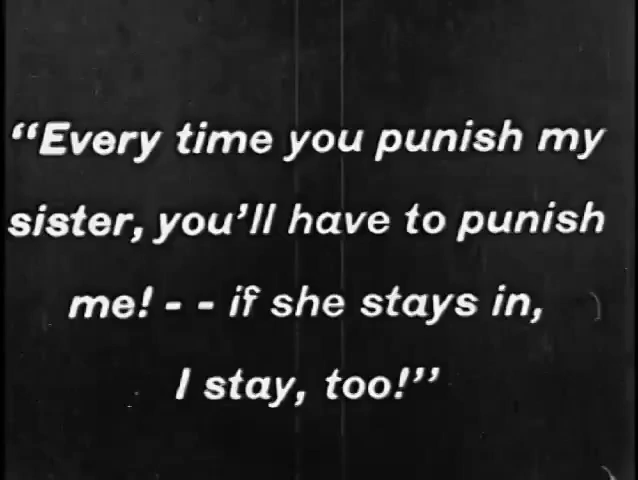 “Every time you punish my
sister, you’ll have to punish
me! - - if she stays in,
I stay, too!”